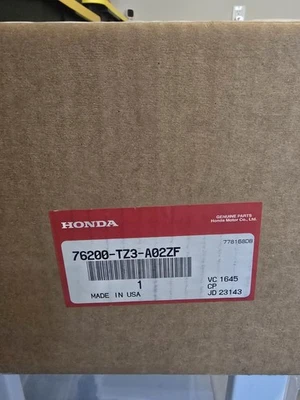 HONDA
GENUINE PARTS
Honda Motor Co., Ltd.
770168DB
76200-TZ3-A02ZF
1
MADE IN USA
VC 1645
CP
JD 23143